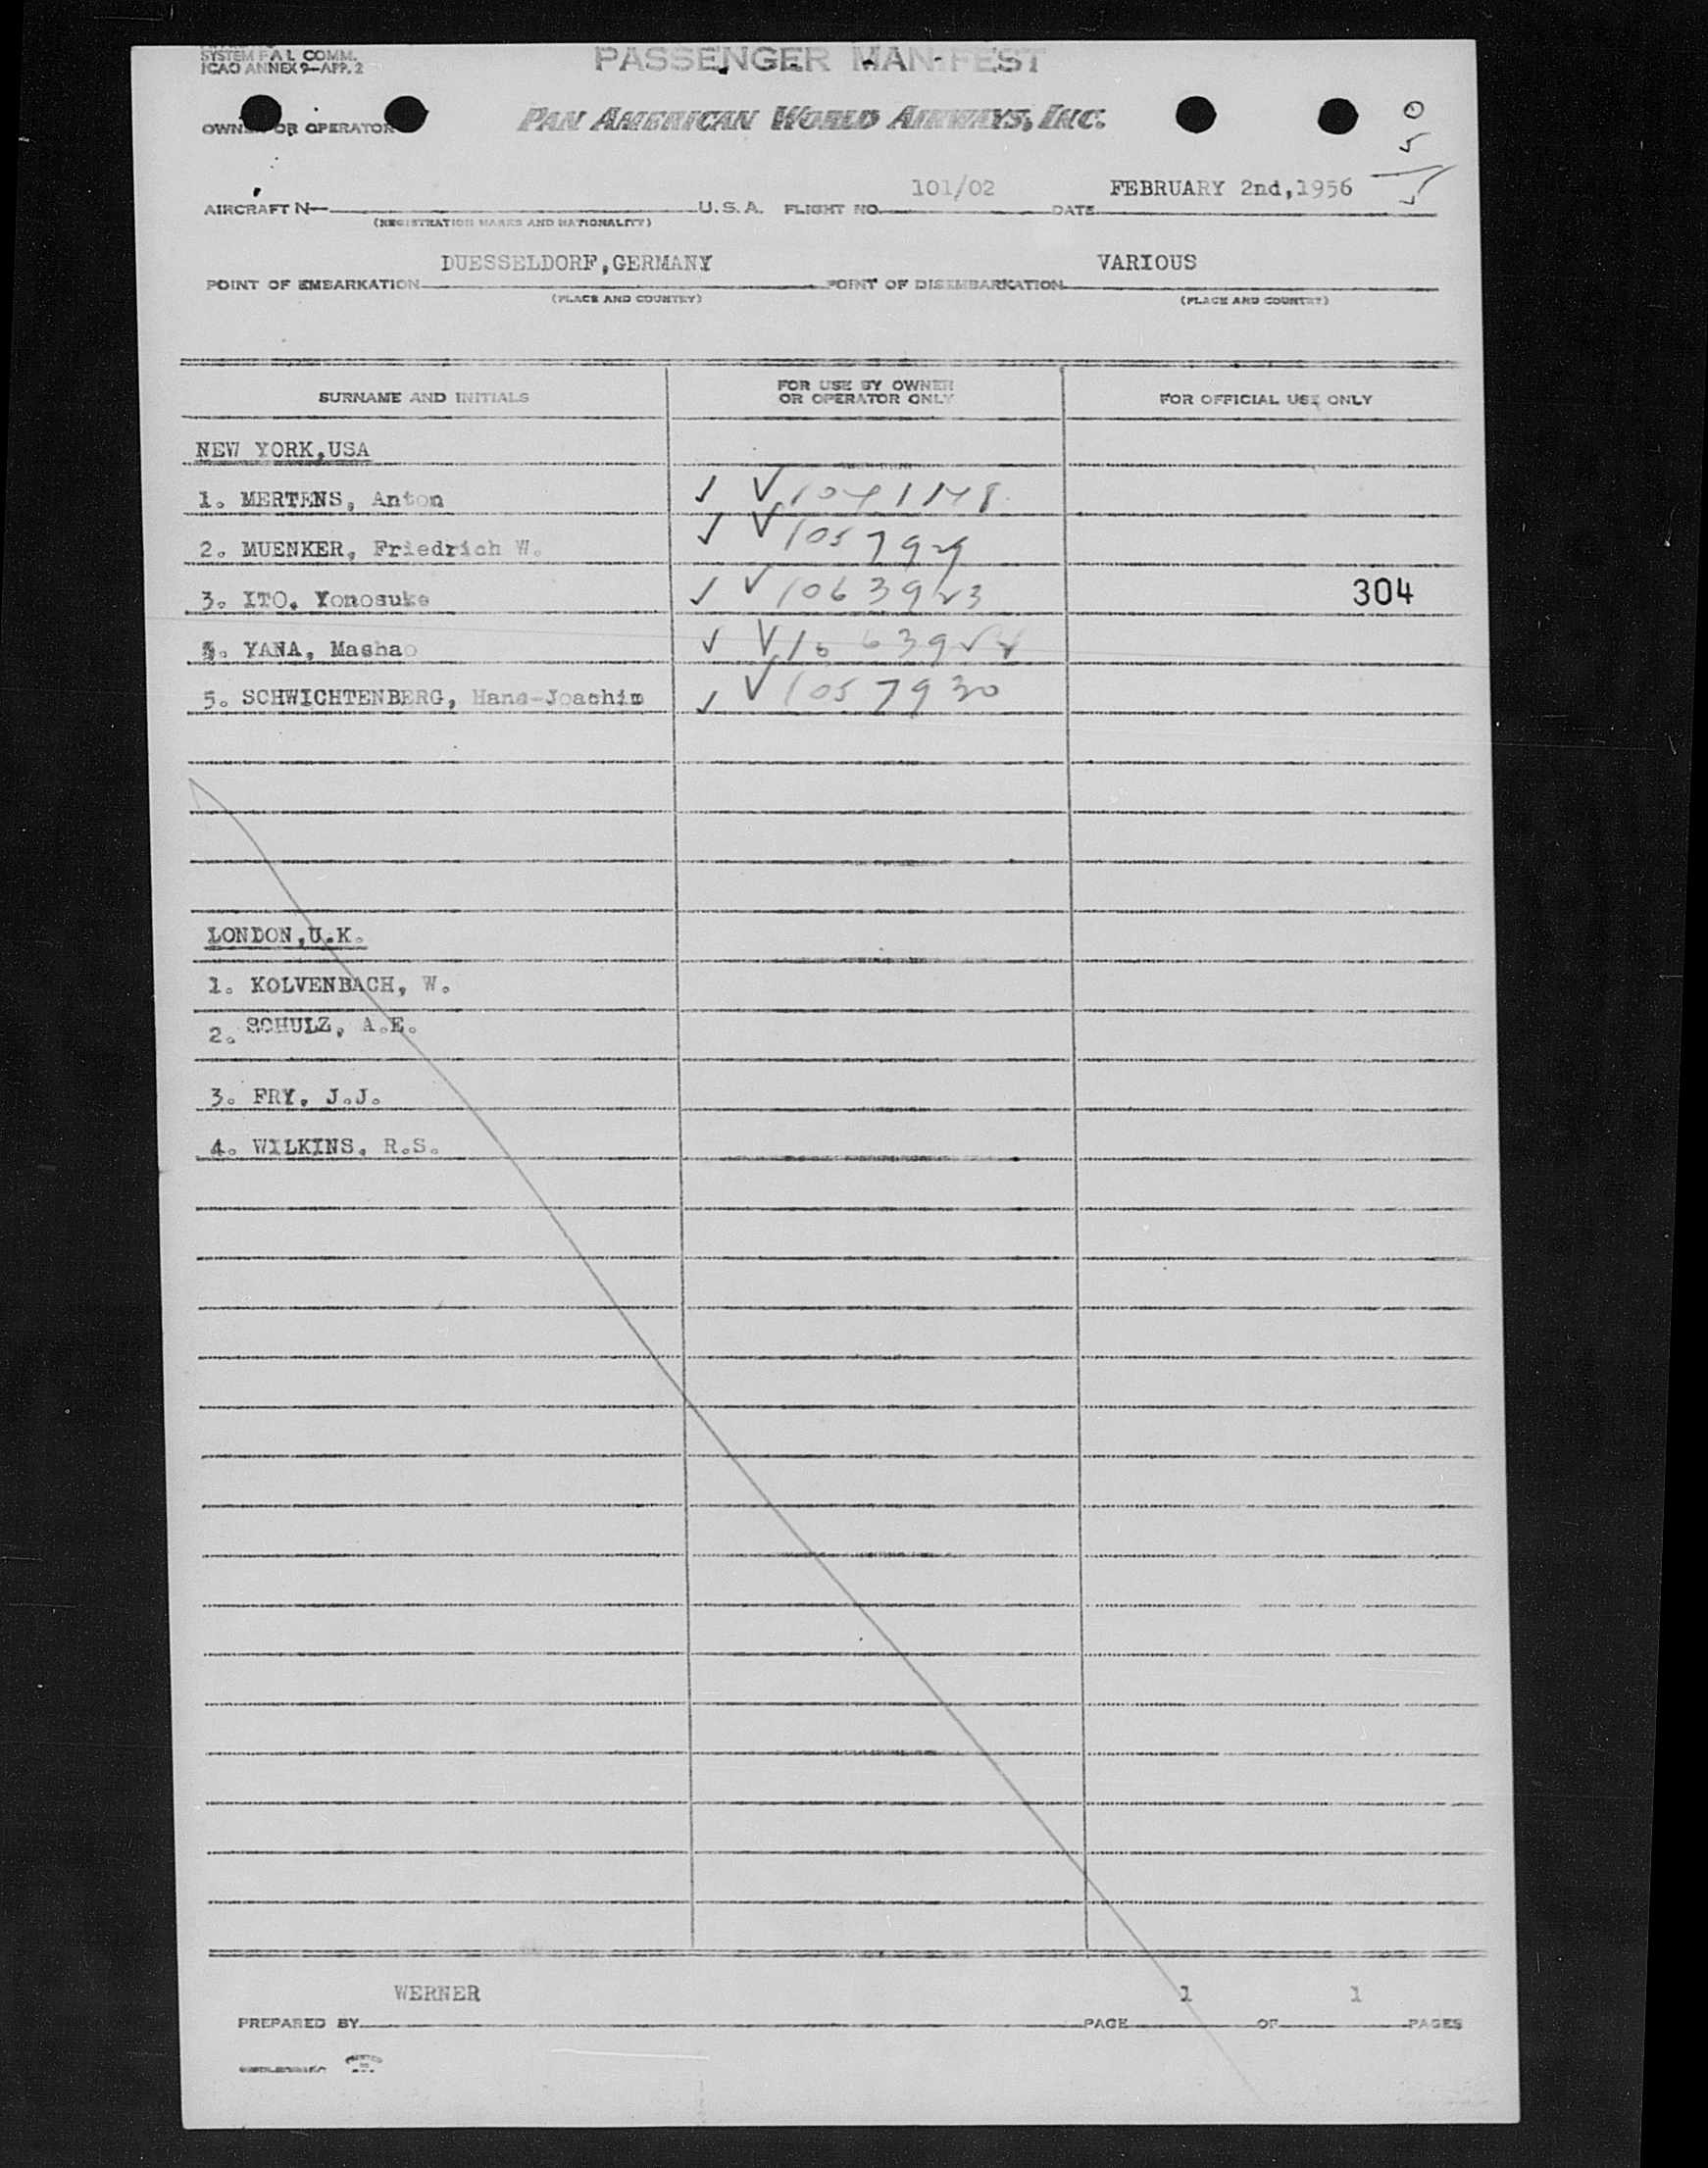 SYSTEM FAL COMM.
ICAO ANNEX 9—APP. 2
PASSENGER MANIFEST
OWNER OR OPERATOR
PAN AMERICAN WORLD AIRWAYS, INC.
AIRCRAFT N— U.S.A. FLIGHT NO. 101/02 DATE FEBRUARY 2nd,1956
(REGISTRATION MARKS AND NATIONALITY)
POINT OF EMBARKATION DUESSELDORF,GERMANY POINT OF DISEMBARKATION VARIOUS
(PLACE AND COUNTRY) (PLACE AND COUNTRY)
SURNAME AND INITIALS
FOR USE BY OWNER
OR OPERATOR ONLY
FOR OFFICIAL USE ONLY
NEW YORK,USA
1. MERTENS, Anton
2. MUENKER, Friedrich W. 1057929
3. ITO, Yonosuke 1063923 304
4. YANA, Mashao
5. SCHWICHTENBERG, Hans-Joachim 1057930
LONDON,U.K.
1. KOLVENBACH, W.
2. SCHULZ, A.E.
3. FRY, J.J.
4. WILKINS, R.S.
PREPARED BY WERNER PAGE 1 OF 1 PAGES